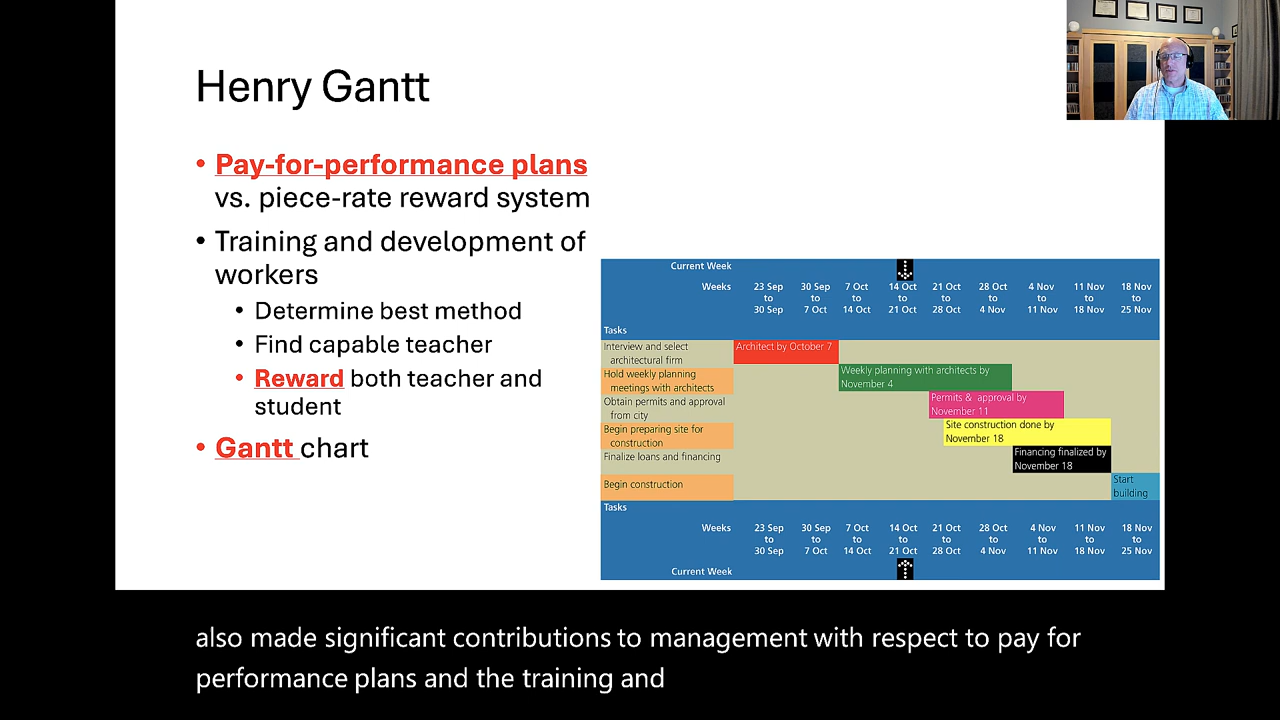 Henry Gantt
• Pay-for-performance plans
vs. piece-rate reward system
• Training and development of
workers
• Determine best method
• Find capable teacher
• Reward both teacher and
student
• Gantt chart
Current Week
Weeks
23 Sep to 30 Sep
30 Sep to 7 Oct
7 Oct to 14 Oct
14 Oct to 21 Oct
21 Oct to 28 Oct
28 Oct to 4 Nov
4 Nov to 11 Nov
11 Nov to 18 Nov
18 Nov to 25 Nov
Tasks
Interview and select
architectural firm
Architect by October 7
Hold weekly planning
meetings with architects
Weekly planning with architects by
November 4
Obtain permits and approval
from city
Permits & approval by
November 11
Begin preparing site for
construction
Site construction done by
November 18
Finalize loans and financing
Financing finalized by
November 18
Begin construction
Start
building
Tasks
Weeks
23 Sep to 30 Sep
30 Sep to 7 Oct
7 Oct to 14 Oct
14 Oct to 21 Oct
21 Oct to 28 Oct
28 Oct to 4 Nov
4 Nov to 11 Nov
11 Nov to 18 Nov
18 Nov to 25 Nov
Current Week
also made significant contributions to management with respect to pay for
performance plans and the training and